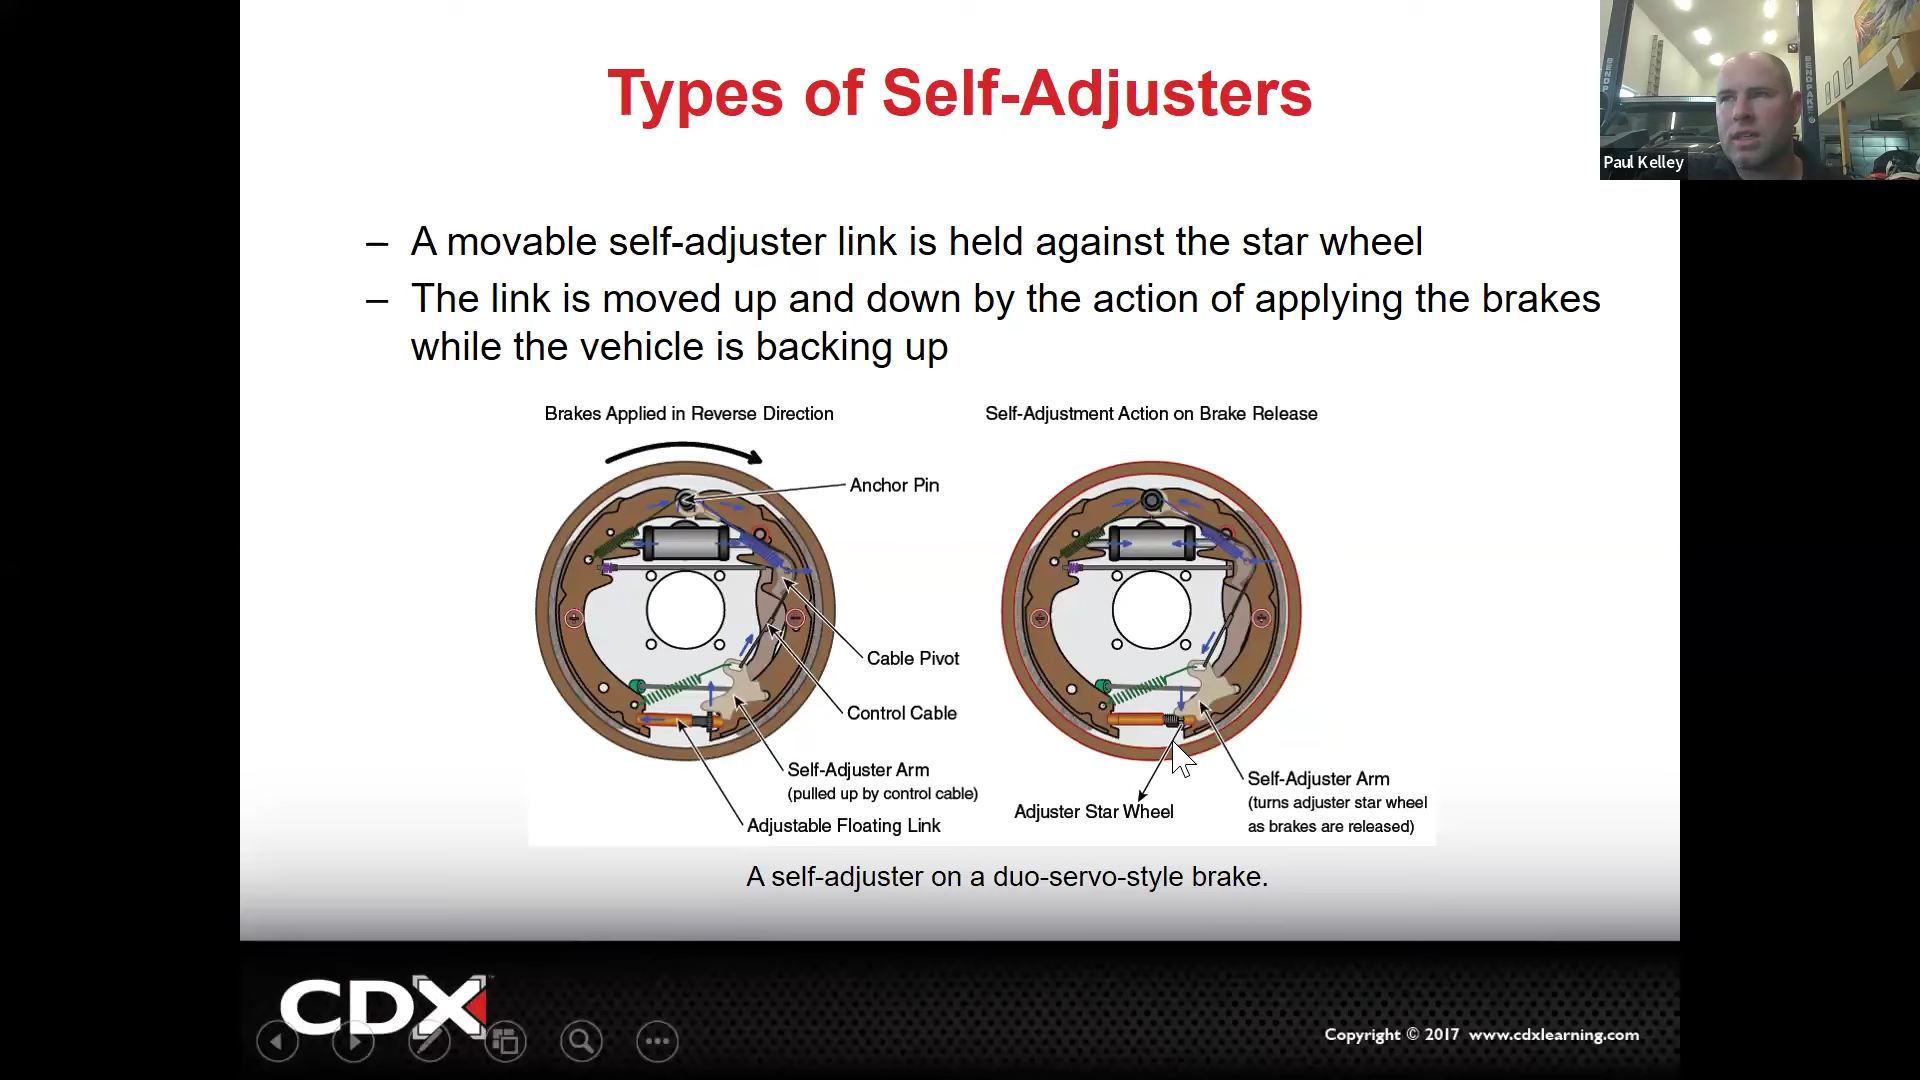 Types of Self-Adjusters
Paul Kelley
BENDPAK
– A movable self-adjuster link is held against the star wheel
– The link is moved up and down by the action of applying the brakes
while the vehicle is backing up
Brakes Applied in Reverse Direction
Self-Adjustment Action on Brake Release
Anchor Pin
Cable Pivot
Control Cable
Self-Adjuster Arm
(pulled up by control cable)
Adjustable Floating Link
Adjuster Star Wheel
Self-Adjuster Arm
(turns adjuster star wheel
as brakes are released)
A self-adjuster on a duo-servo-style brake.
CDX
Copyright © 2017 www.cdxlearning.com